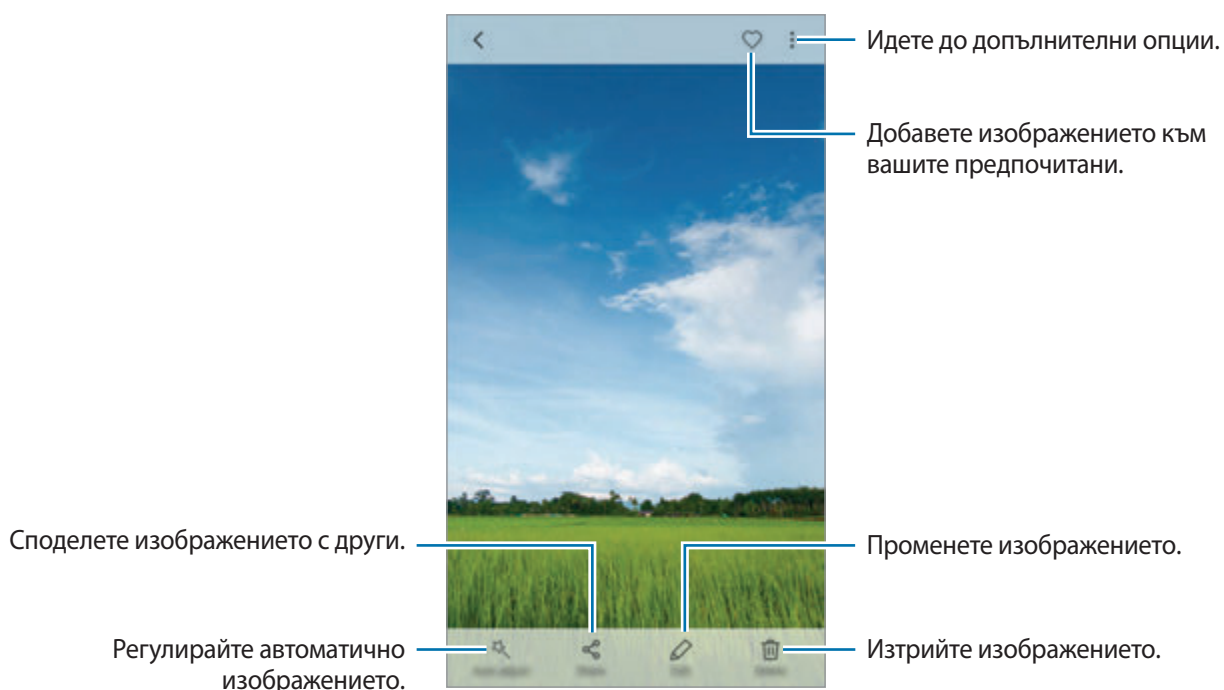 Идете до допълнителни опции.
Добавете изображението към
вашите предпочитани.
Споделете изображението с други.
Променете изображението.
Регулирайте автоматично
изображението.
Изтрийте изображението.